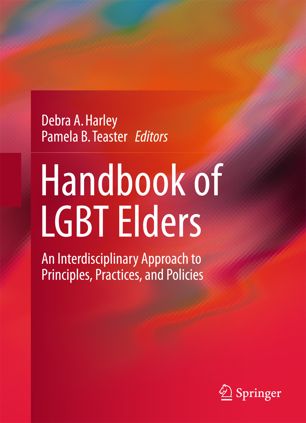 Debra A. Harley
Pamela B. Teaster Editors
Handbook of
LGBT Elders
An Interdisciplinary Approach to
Principles, Practices, and Policies
Springer